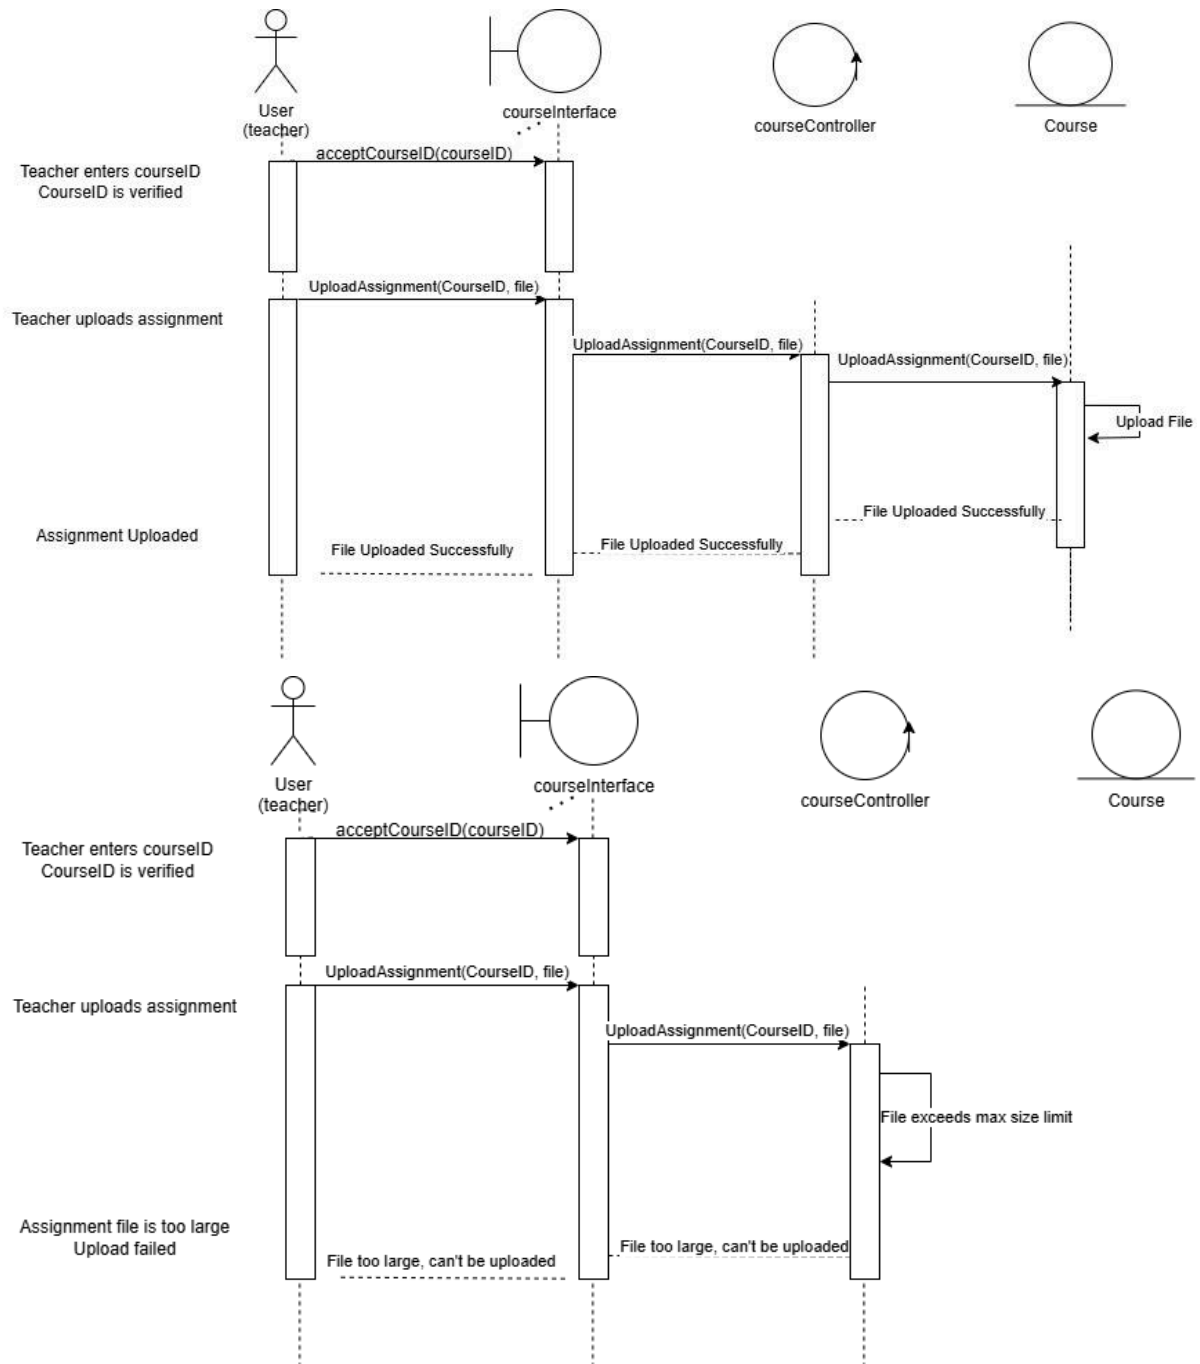 User
(teacher)
courseInterface
courseController
Course
acceptCourseID(courseID)
Teacher enters courseID
CourseID is verified
UploadAssignment(CourseID, file)
Teacher uploads assignment
UploadAssignment(CourseID, file)
UploadAssignment(CourseID, file)
Upload File
File Uploaded Successfully
Assignment Uploaded
File Uploaded Successfully
File Uploaded Successfully
User
(teacher)
courseInterface
courseController
Course
acceptCourseID(courseID)
Teacher enters courseID
CourseID is verified
UploadAssignment(CourseID, file)
Teacher uploads assignment
UploadAssignment(CourseID, file)
File exceeds max size limit
Assignment file is too large
Upload failed
File too large, can't be uploaded
File too large, can't be uploaded